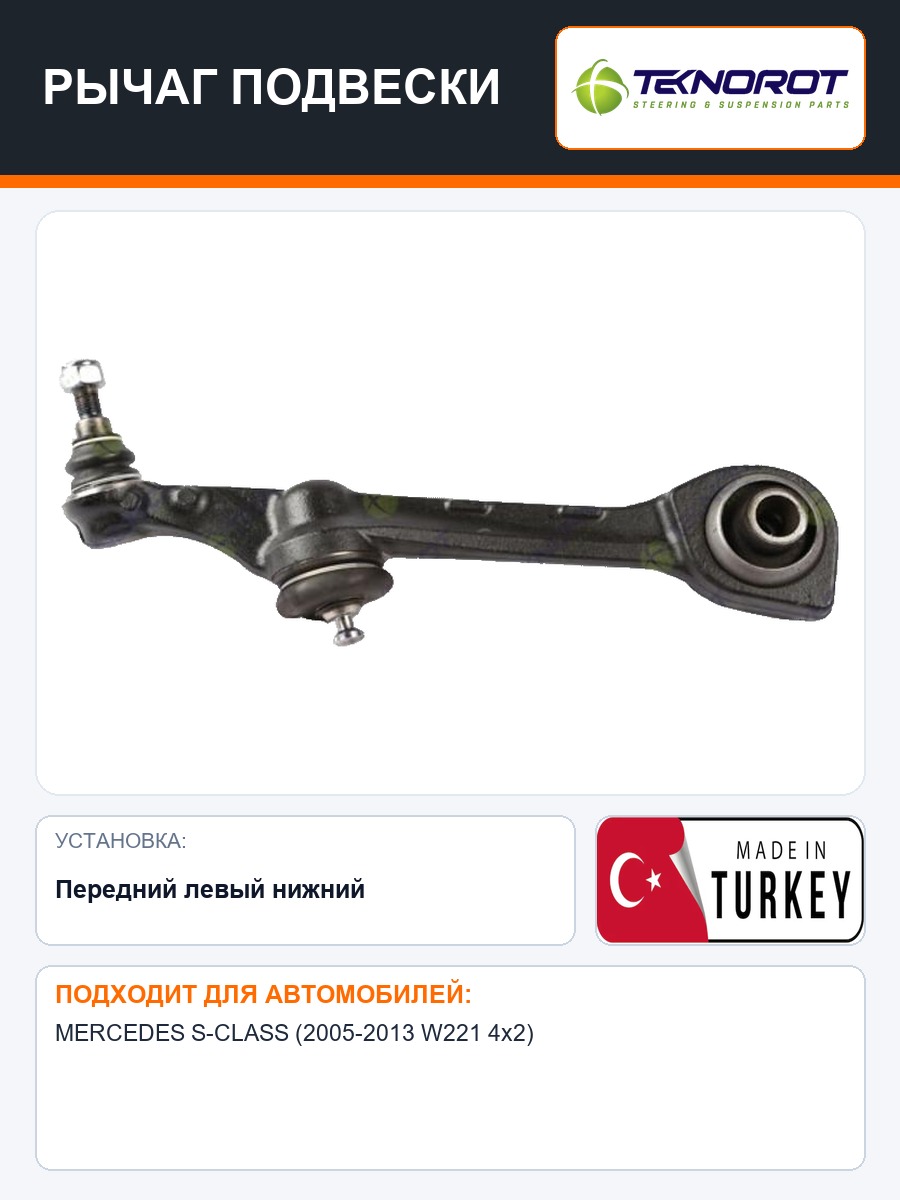 РЫЧАГ ПОДВЕСКИ
TEKNOROT
STEERING & SUSPENSION PARTS
УСТАНОВКА:
Передний левый нижний
MADE IN
TURKEY
ПОДХОДИТ ДЛЯ АВТОМОБИЛЕЙ:
MERCEDES S-CLASS (2005-2013 W221 4x2)